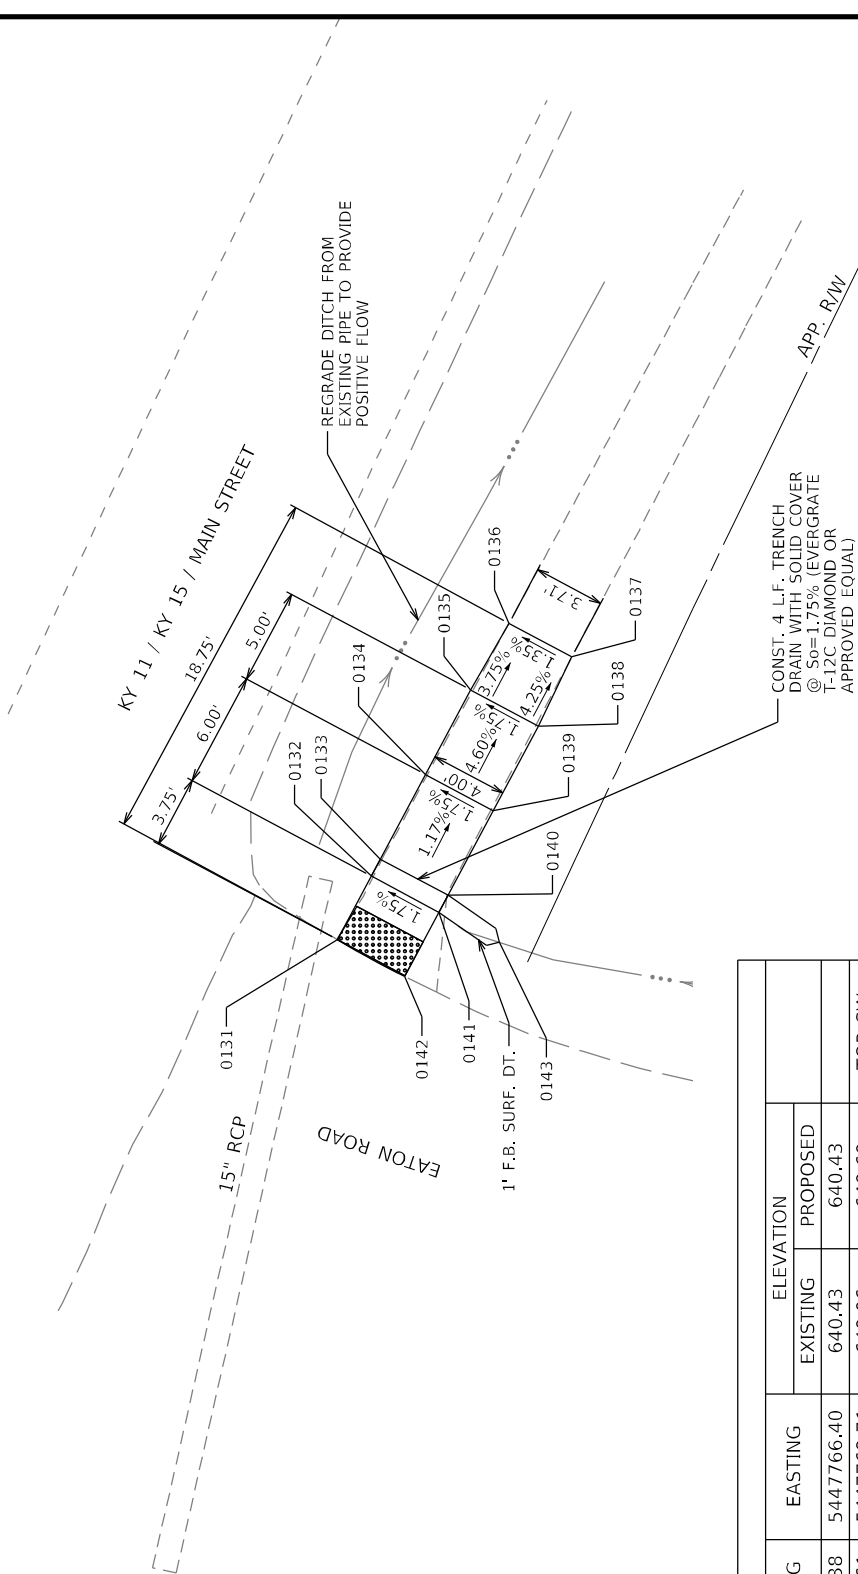 REGRADE DITCH FROM
EXISTING PIPE TO PROVIDE
POSITIVE FLOW
KY 11 / KY 15 / MAIN STREET
18.75'
5.00'
6.00'
3.75'
0136
0135
0134
0132
0133
3.71'
0137
0138
0139
0140
3.75%
1.35%
4.25%
1.75%
4.60%
4.00'
1.75%
1.17%
1.75%
APP. R/W
CONST. 4 L.F. TRENCH
DRAIN WITH SOLID COVER
@ So=1.75% (EVERGRATE
T-12C DIAMOND OR
APPROVED EQUAL)
0131
0142
0141
0143
1' F.B. SURF. DT.
15" RCP
EATON ROAD
EASTING
ELEVATION
EXISTING
PROPOSED
5447766.40
640.43
640.43